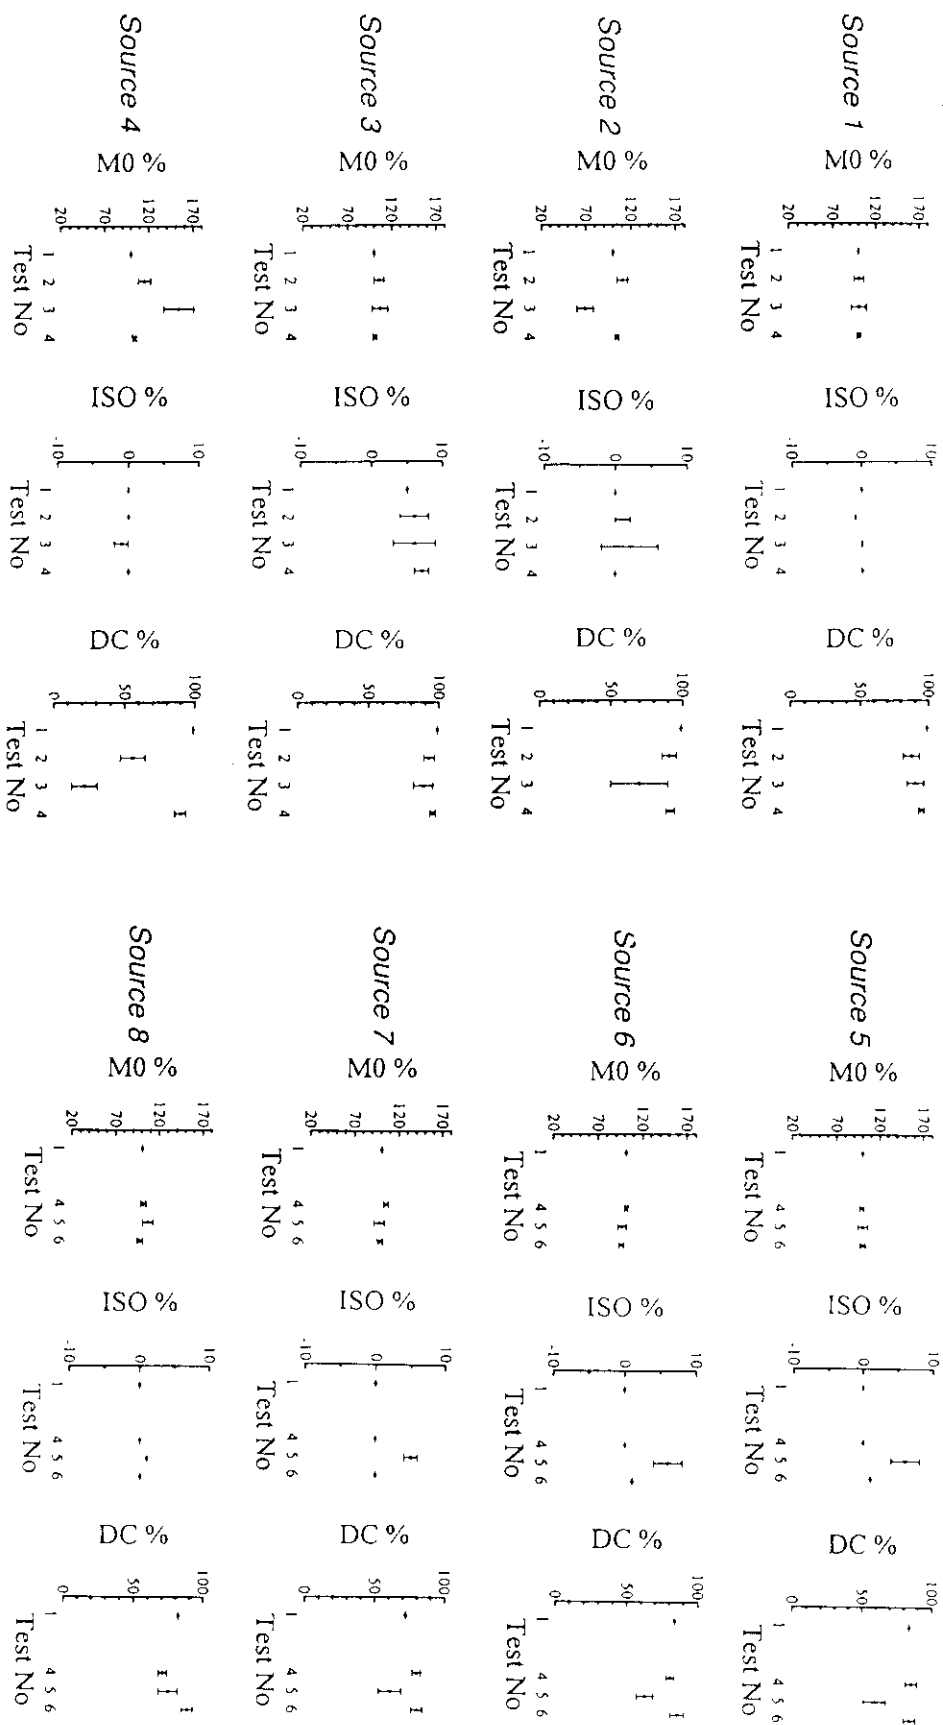 Source 1
M0 %
170
120
70
20
1 2 3 4
Test No
ISO %
10
0
-10
1 2 3 4
Test No
DC %
100
50
0
1 2 3 4
Test No
Source 2
M0 %
170
120
70
20
1 2 3 4
Test No
ISO %
10
0
-10
1 2 3 4
Test No
DC %
100
50
0
1 2 3 4
Test No
Source 3
M0 %
170
120
70
20
1 2 3 4
Test No
ISO %
10
0
-10
1 2 3 4
Test No
DC %
100
50
0
1 2 3 4
Test No
Source 4
M0 %
170
120
70
20
1 2 3 4
Test No
ISO %
10
0
-10
1 2 3 4
Test No
DC %
100
50
0
1 2 3 4
Test No
Source 5
M0 %
170
120
70
20
1 4 5 6
Test No
ISO %
10
0
-10
1 4 5 6
Test No
DC %
100
50
0
1 4 5 6
Test No
Source 6
M0 %
170
120
70
20
1 4 5 6
Test No
ISO %
10
0
-10
1 4 5 6
Test No
DC %
100
50
0
1 4 5 6
Test No
Source 7
M0 %
170
120
70
20
1 4 5 6
Test No
ISO %
10
0
-10
1 4 5 6
Test No
DC %
100
50
0
1 4 5 6
Test No
Source 8
M0 %
170
120
70
20
1 4 5 6
Test No
ISO %
10
0
-10
1 4 5 6
Test No
DC %
100
50
0
1 4 5 6
Test No